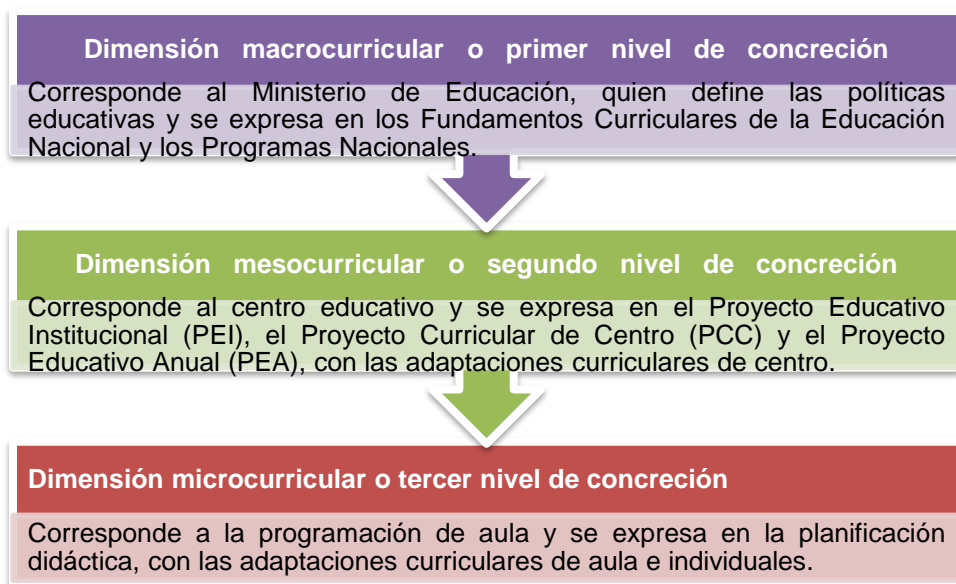 Dimensión macrocurricular o primer nivel de concreción
Corresponde al Ministerio de Educación, quien define las políticas
educativas y se expresa en los Fundamentos Curriculares de la Educación
Nacional y los Programas Nacionales.
Dimensión mesocurricular o segundo nivel de concreción
Corresponde al centro educativo y se expresa en el Proyecto Educativo
Institucional (PEI), el Proyecto Curricular de Centro (PCC) y el Proyecto
Educativo Anual (PEA), con las adaptaciones curriculares de centro.
Dimensión microcurricular o tercer nivel de concreción
Corresponde a la programación de aula y se expresa en la planificación
didáctica, con las adaptaciones curriculares de aula e individuales.